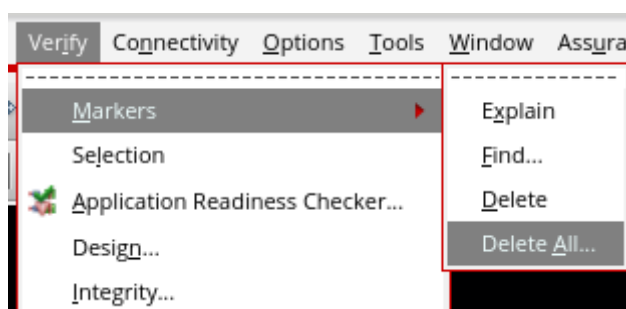 Verify Connectivity Options Tools Window Assura
Markers
Selection
Application Readiness Checker...
Design...
Integrity...
Explain
Find...
Delete
Delete All...